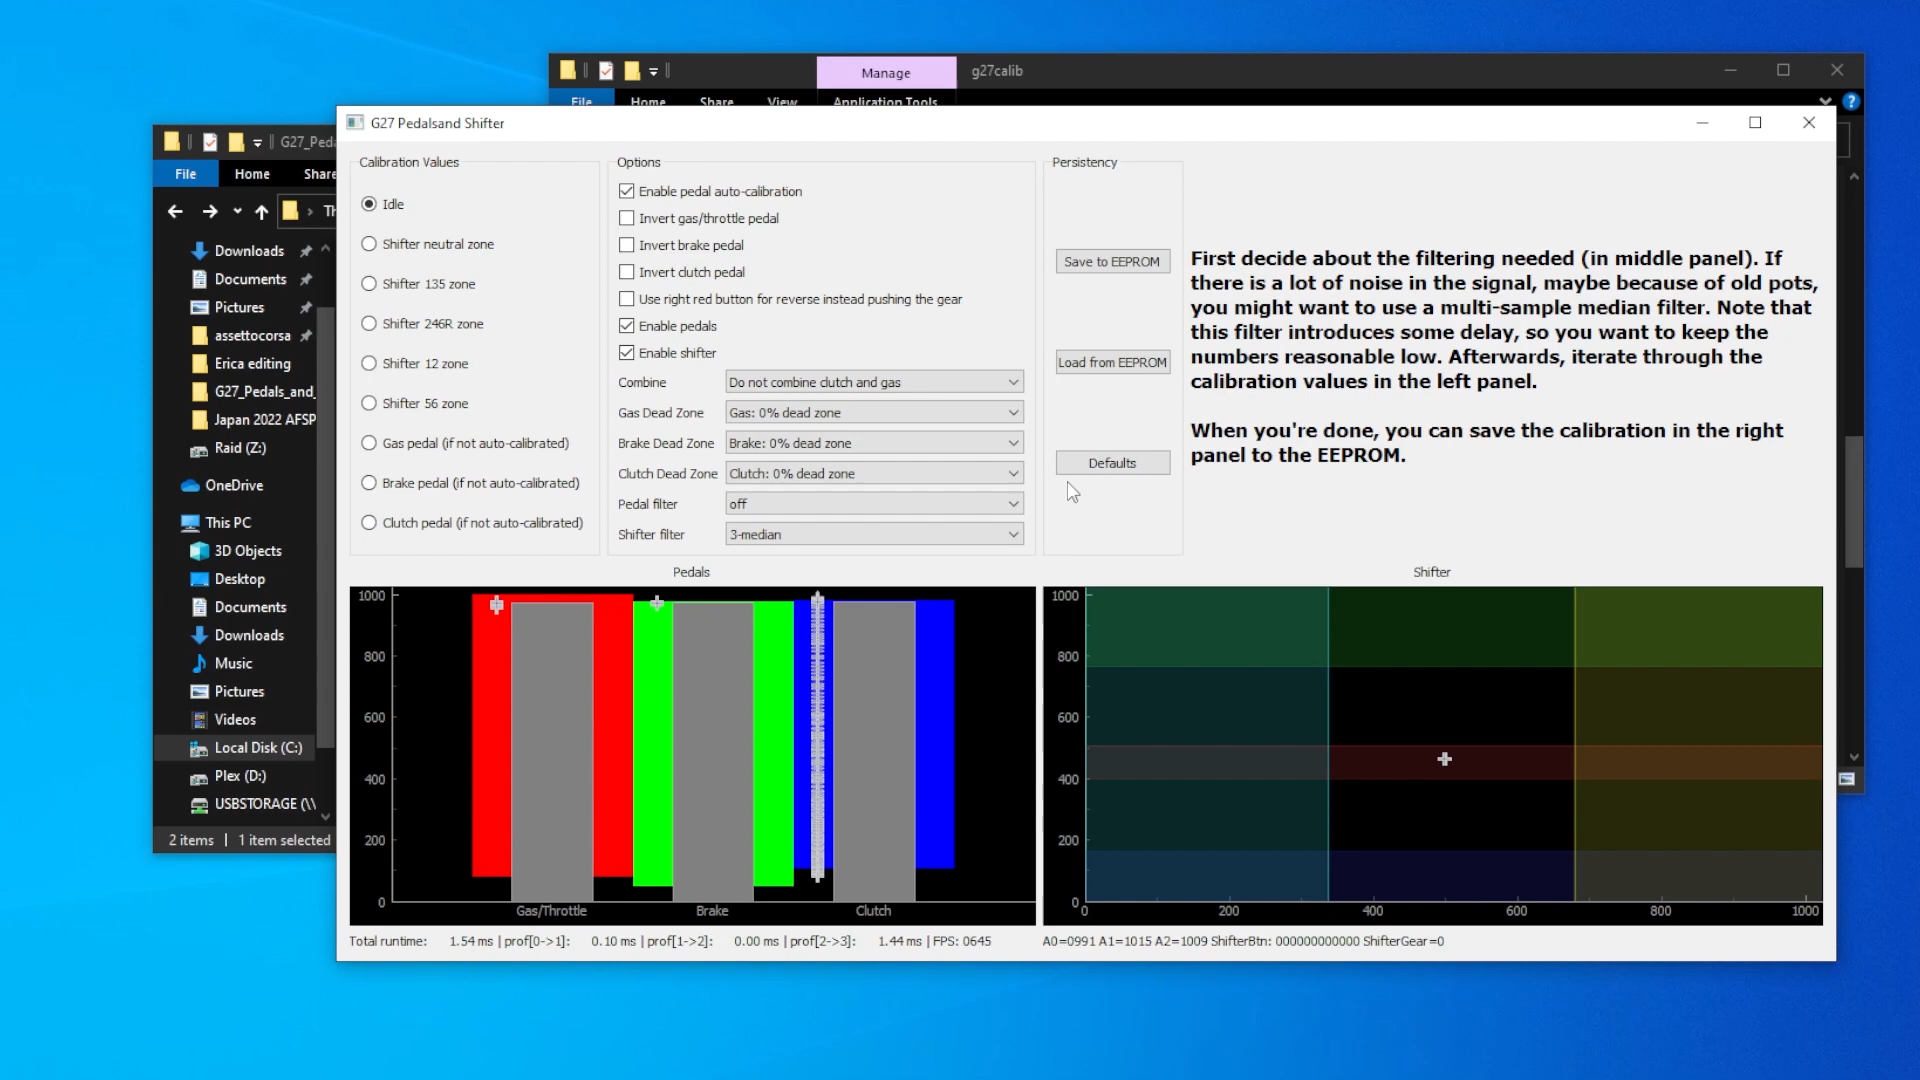 Manage
g27calib
File
Home
Share
View
Application Tools
G27 Pedalsand Shifter
File
Home
Share
Downloads
Documents
Pictures
assettocorsa
Erica editing
G27_Pedals_and_
Japan 2022 AFSP
Raid (Z:)
OneDrive
This PC
3D Objects
Desktop
Documents
Downloads
Music
Pictures
Videos
Local Disk (C:)
Plex (D:)
USBSTORAGE (\\
2 items
1 item selected
Calibration Values
Idle
Shifter neutral zone
Shifter 135 zone
Shifter 246R zone
Shifter 12 zone
Shifter 56 zone
Gas pedal (if not auto-calibrated)
Brake pedal (if not auto-calibrated)
Clutch pedal (if not auto-calibrated)
Options
Enable pedal auto-calibration
Invert gas/throttle pedal
Invert brake pedal
Invert clutch pedal
Use right red button for reverse instead pushing the gear
Enable pedals
Enable shifter
Combine Do not combine clutch and gas
Gas Dead Zone Gas: 0% dead zone
Brake Dead Zone Brake: 0% dead zone
Clutch Dead Zone Clutch: 0% dead zone
Pedal filter off
Shifter filter 3-median
Persistency
Save to EEPROM
Load from EEPROM
Defaults
First decide about the filtering needed (in middle panel). If
there is a lot of noise in the signal, maybe because of old pots,
you might want to use a multi-sample median filter. Note that
this filter introduces some delay, so you want to keep the
numbers reasonable low. Afterwards, iterate through the
calibration values in the left panel.
When you're done, you can save the calibration in the right
panel to the EEPROM.
Pedals
1000
800
600
400
200
0
Gas/Throttle
Brake
Clutch
Shifter
1000
800
600
400
200
0
0
200
400
600
800
1000
Total runtime: 1.54 ms | prof[0->1]: 0.10 ms | prof[1->2]: 0.00 ms | prof[2->3]: 1.44 ms | FPS: 0645
A0=0991 A1=1015 A2=1009 ShifterBtn: 000000000000 ShifterGear=0